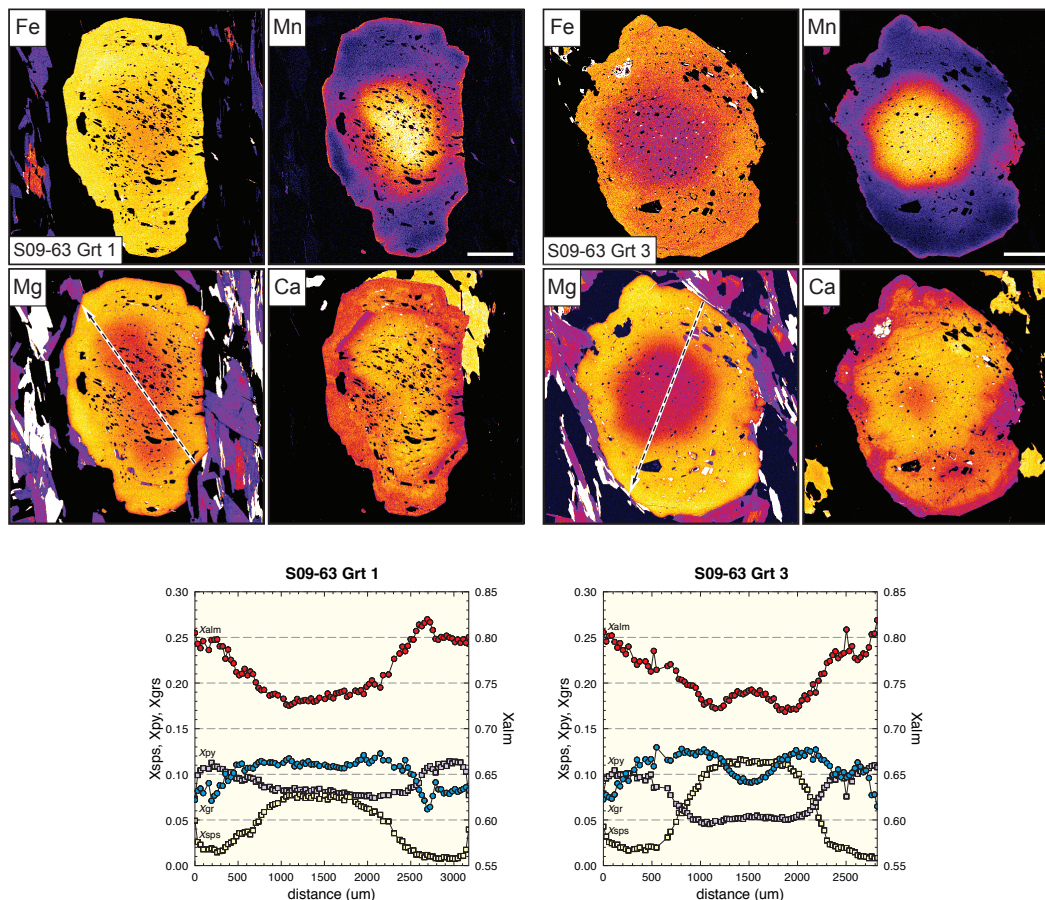 Fe
Mn
Fe
Mn
S09-63 Grt 1
S09-63 Grt 3
Mg
Ca
Mg
Ca
S09-63 Grt 1
S09-63 Grt 3
0.30
0.25
0.20
0.15
0.10
0.05
0.00
Xsps, Xpy, Xgrs
0.85
0.80
0.75
0.70
0.65
0.60
0.55
Xalm
Xalm
Xpy
Xgr
Xsps
0 500 1000 1500 2000 2500 3000
distance (um)
0.30
0.25
0.20
0.15
0.10
0.05
0.00
Xsps, Xpy, Xgrs
0.85
0.80
0.75
0.70
0.65
0.60
0.55
Xalm
Xalm
Xpy
Xgr
Xsps
0 500 1000 1500 2000 2500
distance (um)